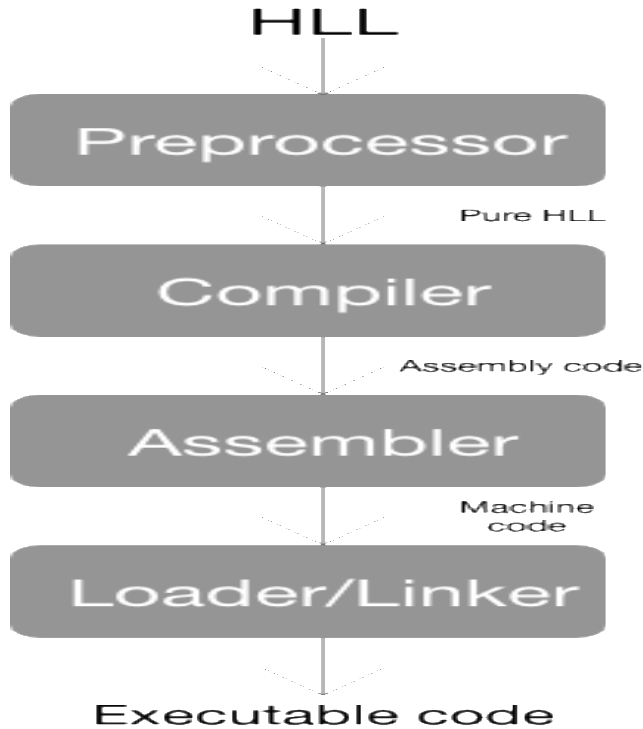 HLL
Preprocessor
Pure HLL
Compiler
Assembly code
Assembler
Machine
code
Loader/Linker
Executable code